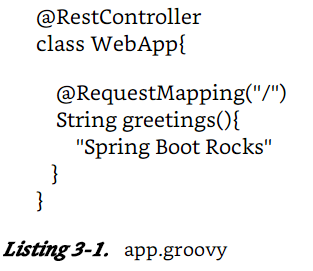 @RestController
class WebApp{
@RequestMapping("/")
String greetings(){
"Spring Boot Rocks"
}
}
Listing 3-1. app.groovy